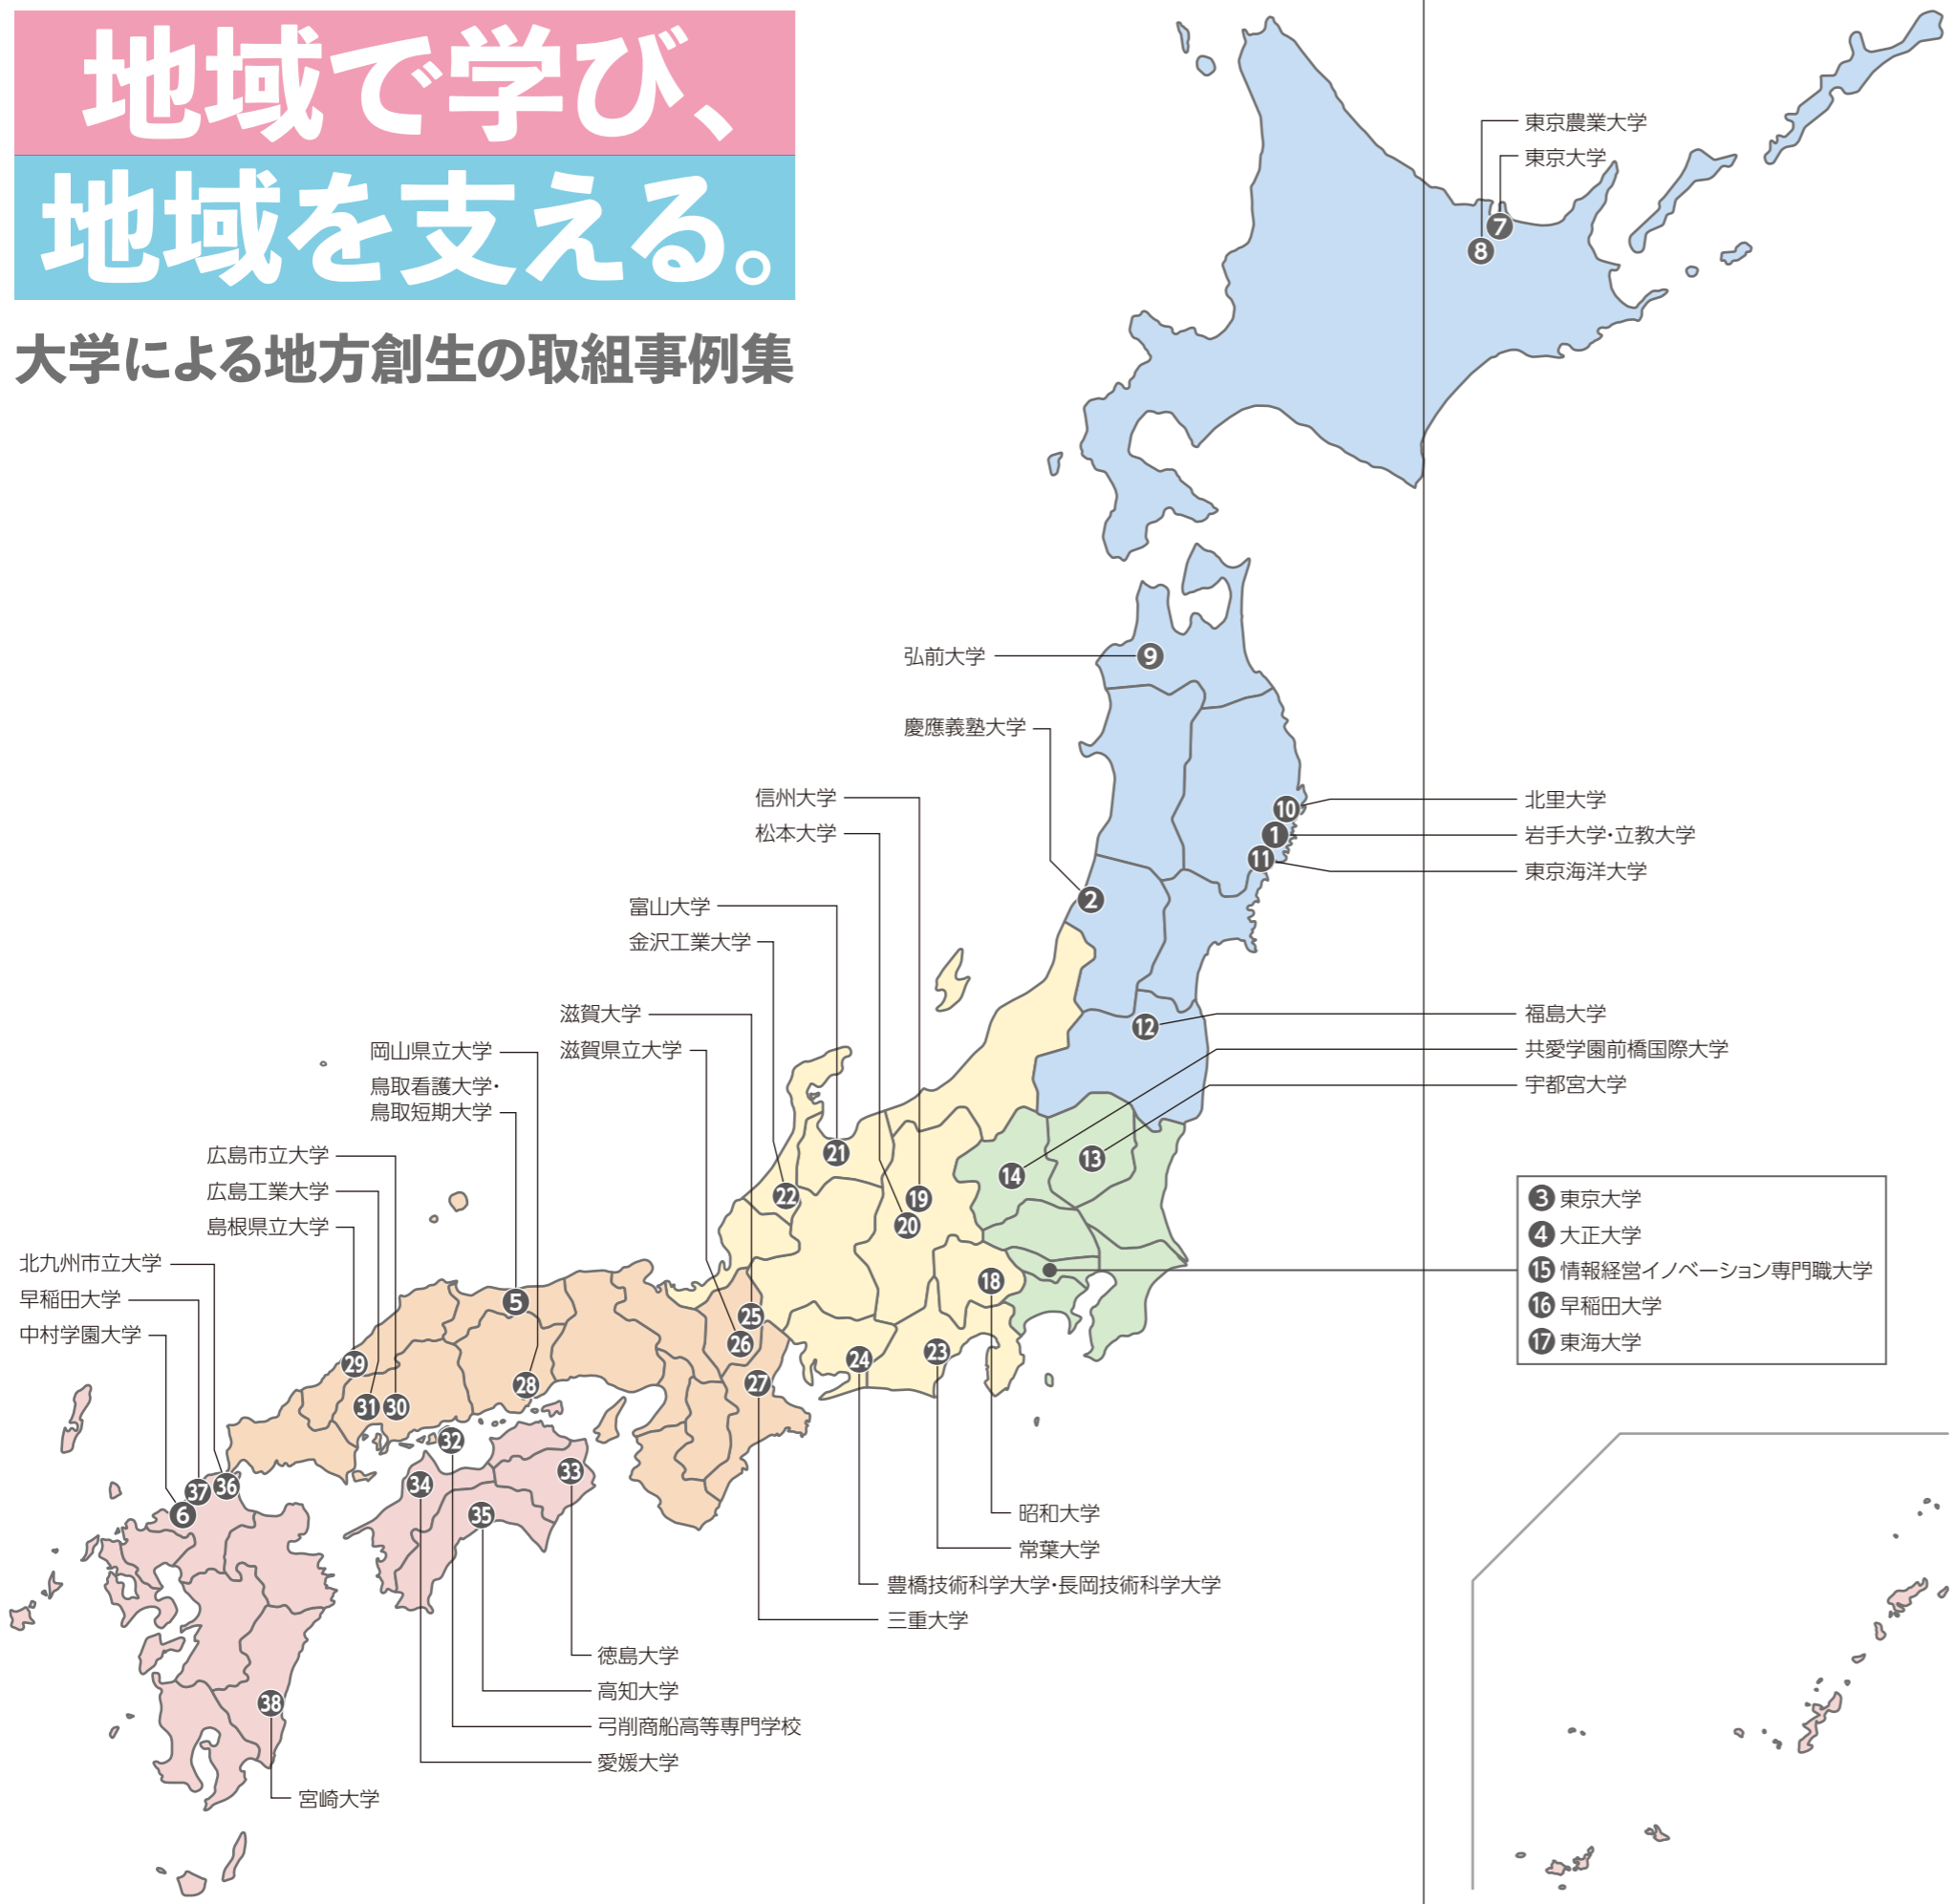 地域で学び、
地域を支える。
大学による地方創生の取組事例集
東京農業大学
東京大学
7
8
弘前大学
9
慶應義塾大学
2
信州大学
松本大学
北里大学
10
岩手大学・立教大学
1
東京海洋大学
11
富山大学
金沢工業大学
滋賀大学
滋賀県立大学
福島大学
12
共愛学園前橋国際大学
宇都宮大学
岡山県立大学
鳥取看護大学・
鳥取短期大学
広島市立大学
広島工業大学
島根県立大学
北九州市立大学
早稲田大学
中村学園大学
21
13
14
22
19
20
3 東京大学
4 大正大学
15 情報経営イノベーション専門職大学
16 早稲田大学
17 東海大学
18
5
25
26
23
24
29
27
28
31
30
32
33
34
37
36
6
35
昭和大学
常葉大学
豊橋技術科学大学・長岡技術科学大学
三重大学
徳島大学
高知大学
38
弓削商船高等専門学校
愛媛大学
宮崎大学